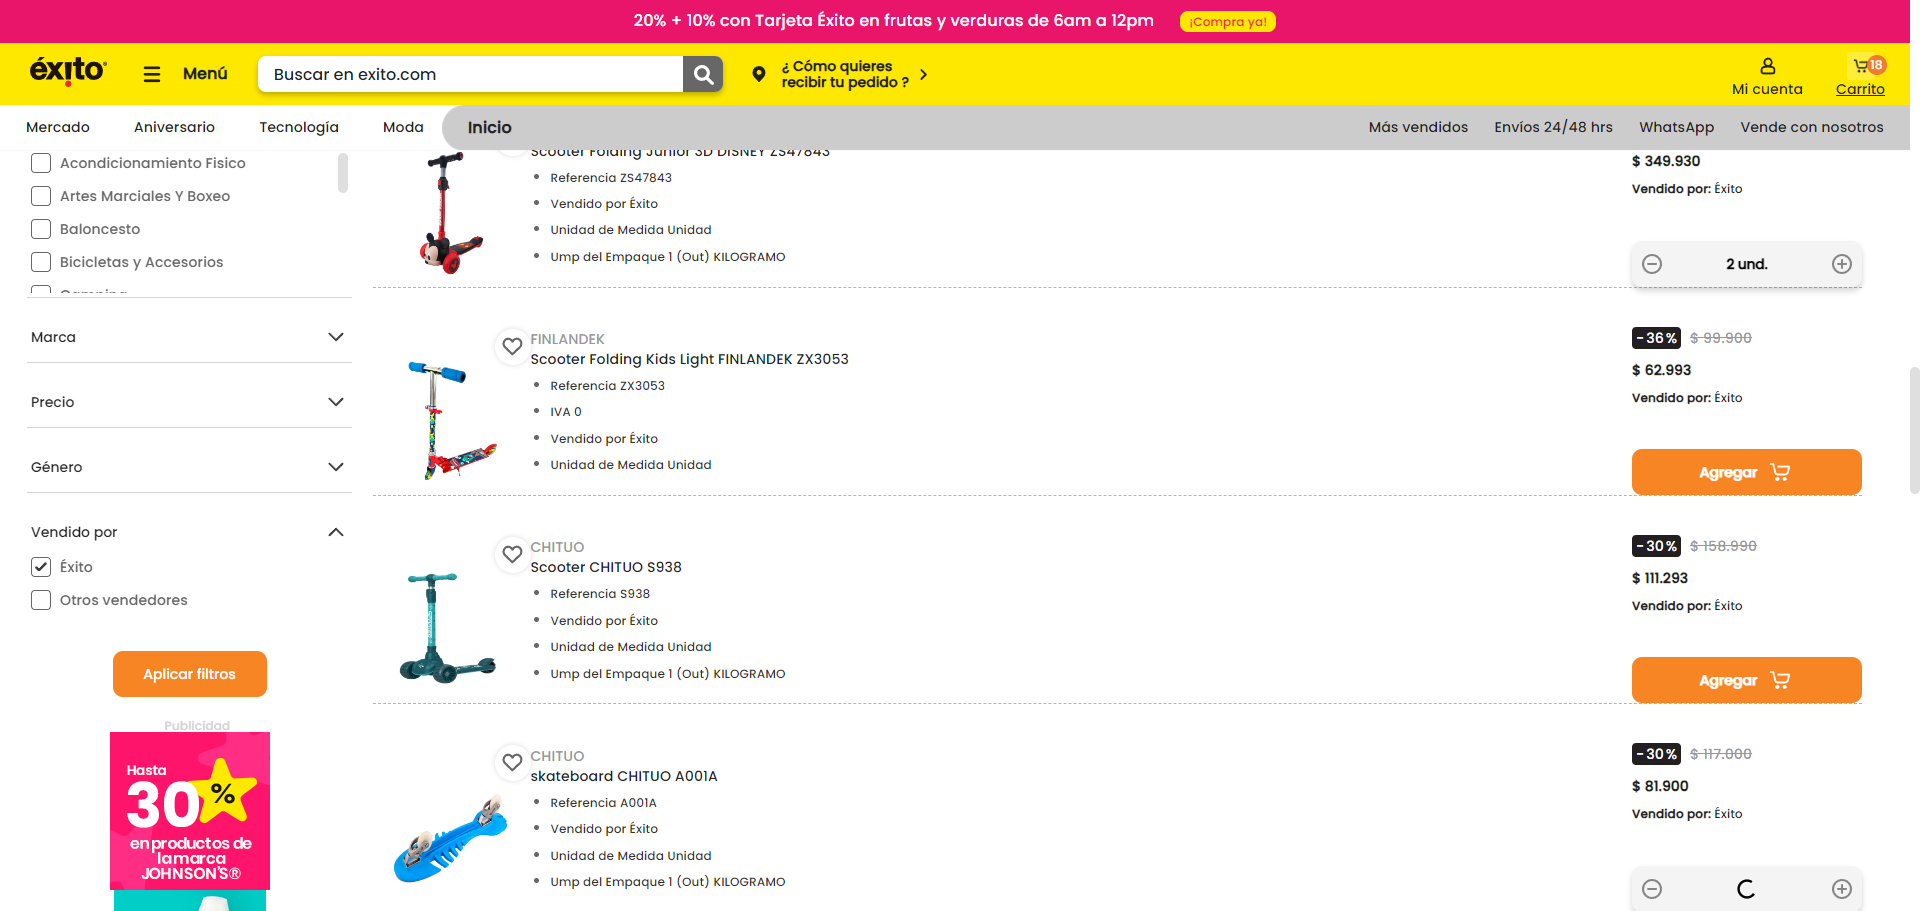 20% + 10% con Tarjeta Éxito en frutas y verduras de 6am a 12pm
¡Compra ya!
éxito
Menú
Buscar en exito.com
¿ Cómo quieres
recibir tu pedido ?
Mi cuenta
18
Carrito
Mercado
Aniversario
Tecnología
Moda
Inicio
Más vendidos
Envíos 24/48 hrs
WhatsApp
Vende con nosotros
Acondicionamiento Fisico
Artes Marciales Y Boxeo
Baloncesto
Bicicletas y Accesorios
Camping
Marca
Precio
Género
Vendido por
Éxito
Otros vendedores
Aplicar filtros
Publicidad
Hasta
30%
en productos de
la marca
JOHNSON'S®
Scooter Folding Junior 3D DISNEY ZS47843
Referencia ZS47843
Vendido por Éxito
Unidad de Medida Unidad
Ump del Empaque 1 (Out) KILOGRAMO
$ 349.930
Vendido por: Éxito
2 und.
FINLANDEK
Scooter Folding Kids Light FINLANDEK ZX3053
Referencia ZX3053
IVA 0
Vendido por Éxito
Unidad de Medida Unidad
-36% $ 99.900
$ 62.993
Vendido por: Éxito
Agregar
CHITUO
Scooter CHITUO S938
Referencia S938
Vendido por Éxito
Unidad de Medida Unidad
Ump del Empaque 1 (Out) KILOGRAMO
-30% $ 158.990
$ 111.293
Vendido por: Éxito
Agregar
CHITUO
skateboard CHITUO A001A
Referencia A001A
Vendido por Éxito
Unidad de Medida Unidad
Ump del Empaque 1 (Out) KILOGRAMO
-30% $ 117.000
$ 81.900
Vendido por: Éxito